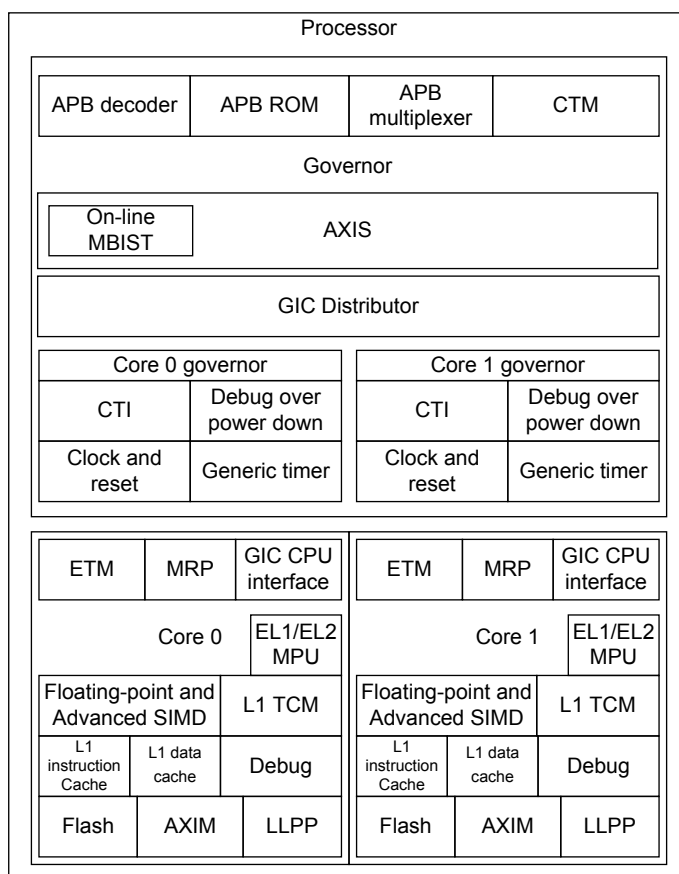 Processor
APB decoder
APB ROM
APB
multiplexer
CTM
Governor
On-line
MBIST
AXIS
GIC Distributor
Core 0 governor
CTI
Debug over
power down
Clock and
reset
Generic timer
Core 1 governor
CTI
Debug over
power down
Clock and
reset
Generic timer
ETM
MRP
GIC CPU
interface
Core 0
EL1/EL2
MPU
Floating-point and
Advanced SIMD
L1 TCM
L1
instruction
Cache
L1 data
cache
Debug
Flash
AXIM
LLPP
ETM
MRP
GIC CPU
interface
Core 1
EL1/EL2
MPU
Floating-point and
Advanced SIMD
L1 TCM
L1
instruction
Cache
L1 data
cache
Debug
Flash
AXIM
LLPP